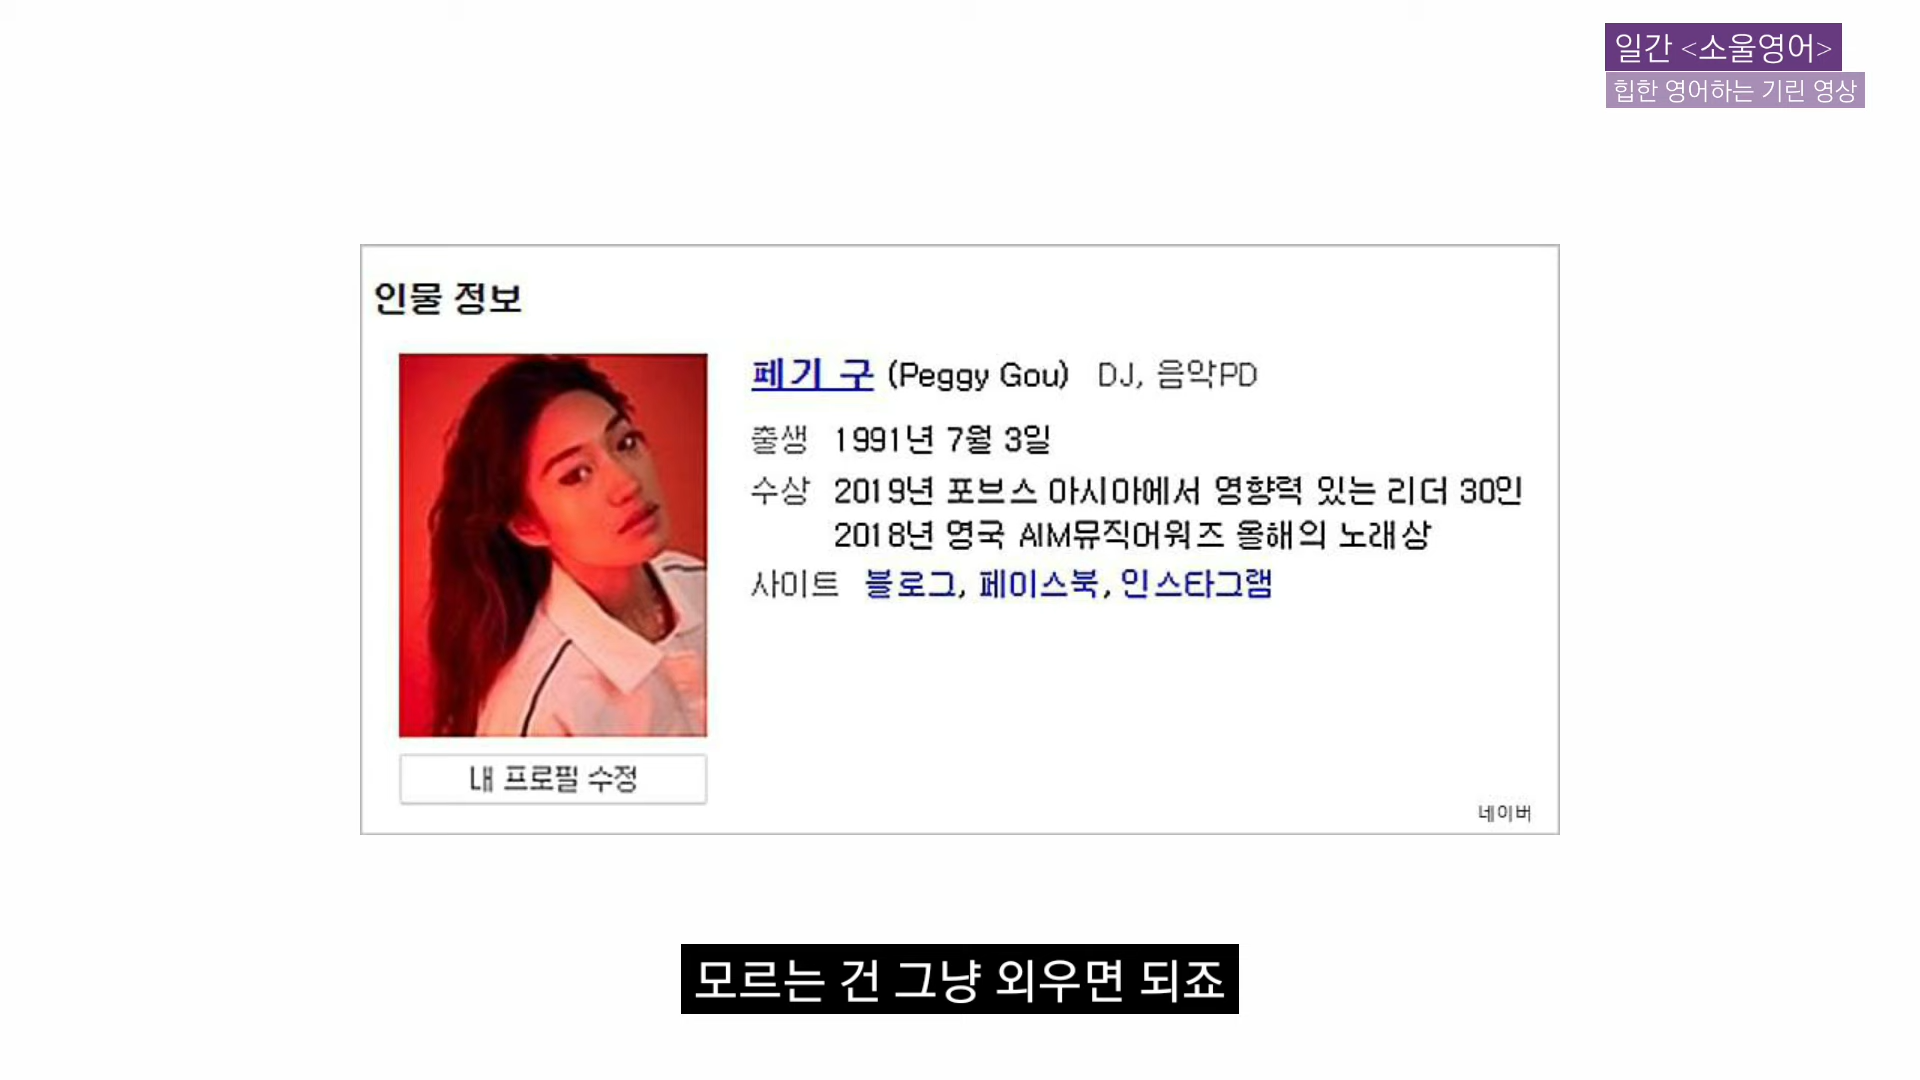 일간 <소울영어>
힙한 영어하는 기린 영상
인물 정보
페기 구 (Peggy Gou) DJ, 음악PD
출생 1991년 7월 3일
수상 2019년 포브스 아시아에서 영향력 있는 리더 30인
2018년 영국 AIM뮤직어워즈 올해의 노래상
사이트 블로그, 페이스북, 인스타그램
내 프로필 수정
네이버
모르는 건 그냥 외우면 되죠